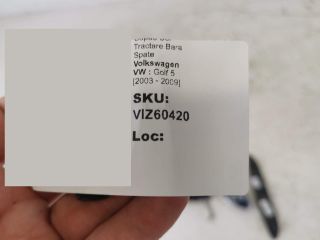 Tractare Bara
Spate
Volkswagen
VW : Golf 5
[2003 - 2009]
SKU:
VIZ60420
Loc: